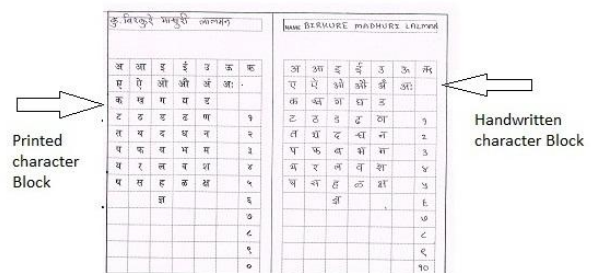 कु. बिरकुरे माधुरी लालमन
अ आ इ ई उ ऊ ऋ
ए ऐ ओ औ अं अः
क ख ग घ ड
ट ठ ड ढ ण १
त थ द ध न २
प फ ब भ म ३
य र ल व श ४
ष स ह ळ क्ष ५
ज्ञ ६
७
८
९
०
NAME BIRKURE MADHURI LALMAN
अ आ इ ई उ ऊ ऋ
ए ऐ ओ औ अं अः
क ख ग घ ड
ट ठ ड ढ ण १
त थ द ध न २
प फ ब भ म ३
य र ल व श ४
ष स ह ळ क्ष ५
ज्ञ ६
७
८
९
१०
Printed
character
Block
Handwritten
character Block